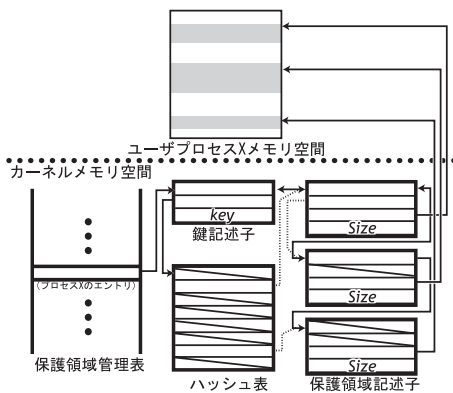 ユーザプロセスXメモリ空間
カーネルメモリ空間
key
鍵記述子
Size
(プロセスXのエントリ)
Size
Size
保護領域管理表
ハッシュ表
保護領域記述子